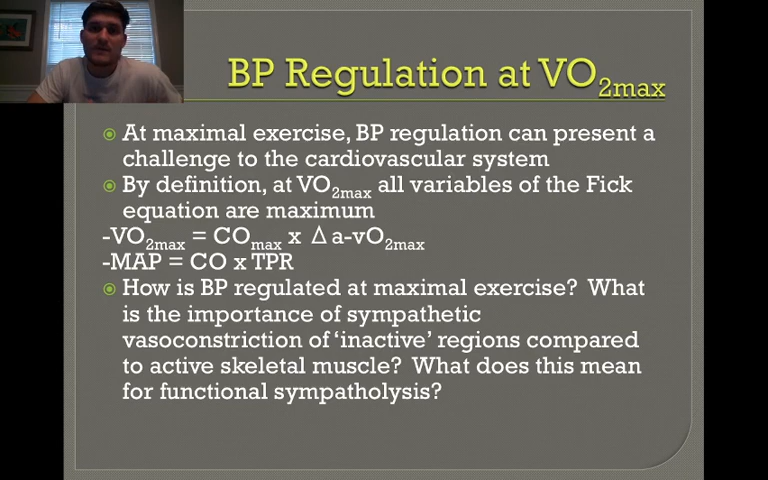 BP Regulation at VO2max
At maximal exercise, BP regulation can present a
challenge to the cardiovascular system
By definition, at VO2max all variables of the Fick
equation are maximum
-VO2max = COmax x Δ a-vO2max
-MAP = CO x TPR
How is BP regulated at maximal exercise? What
is the importance of sympathetic
vasoconstriction of ‘inactive’ regions compared
to active skeletal muscle? What does this mean
for functional sympatholysis?